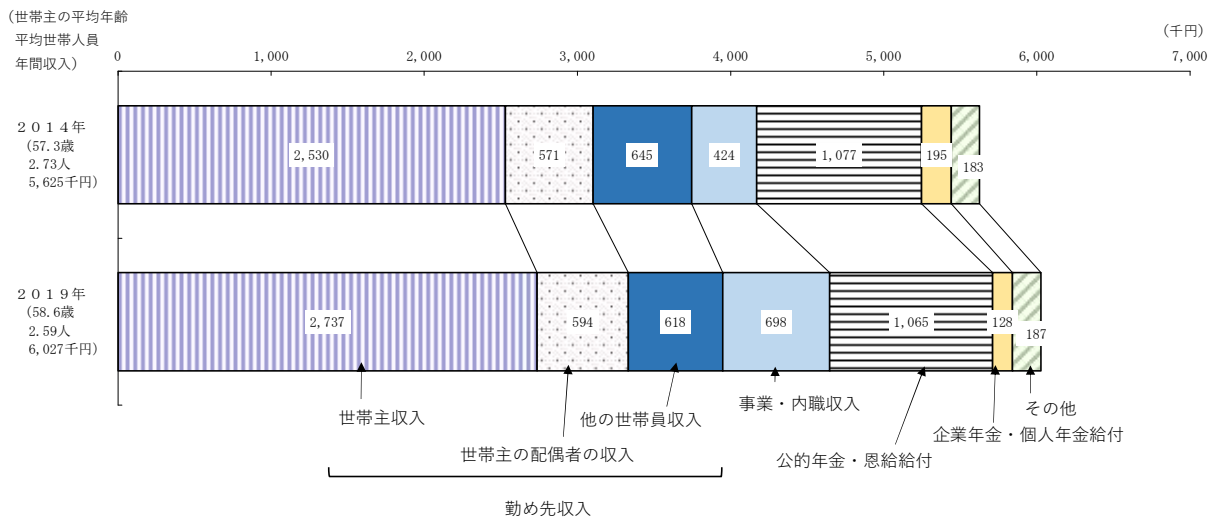 （世帯主の平均年齢
平均世帯人員
年間収入）
（千円）
0 1,000 2,000 3,000 4,000 5,000 6,000 7,000
２０１４年
（57.3歳
2.73人
5,625千円）
2,530 571 645 424 1,077 195 183
２０１９年
（58.6歳
2.59人
6,027千円）
2,737 594 618 698 1,065 128 187
世帯主収入
世帯主の配偶者の収入
他の世帯員収入
事業・内職収入
公的年金・恩給給付
企業年金・個人年金給付
その他
勤め先収入